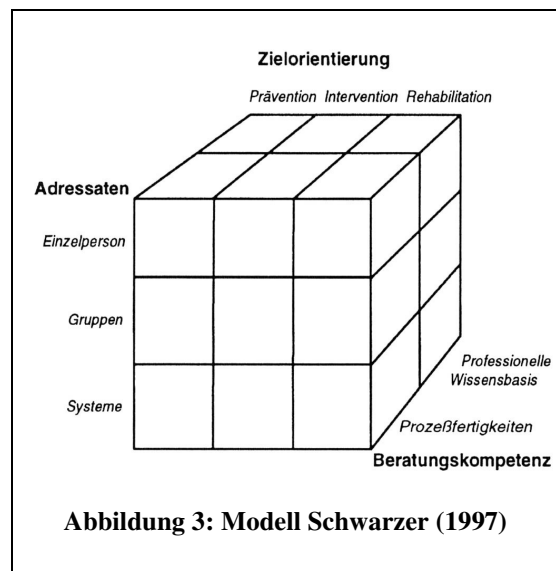 Zielorientierung
Prävention Intervention Rehabilitation
Adressaten
Einzelperson
Gruppen
Systeme
Professionelle
Wissensbasis
Prozeßfertigkeiten
Beratungskompetenz
Abbildung 3: Modell Schwarzer (1997)